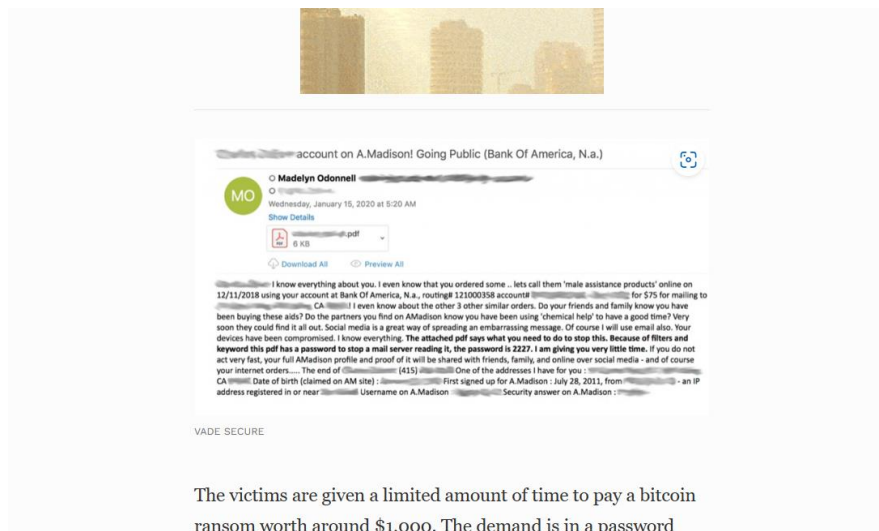 account on A.Madison! Going Public (Bank Of America, N.a.)
MO
Madelyn Odonnell
Wednesday, January 15, 2020 at 5:20 AM
Show Details
.pdf
6 KB
Download All Preview All
I know everything about you. I even know that you ordered some .. lets call them 'male assistance products' online on
12/11/2018 using your account at Bank Of America, N.a., routing# 121000358 account# for $75 for mailing to
, CA ! I even know about the other 3 other similar orders. Do your friends and family know you have
been buying these aids? Do the partners you find on AMadison know you have been using 'chemical help' to have a good time? Very
soon they could find it all out. Social media is a great way of spreading an embarrassing message. Of course I will use email also. Your
devices have been compromised. I know everything. The attached pdf says what you need to do to stop this. Because of filters and
keyword this pdf has a password to stop a mail server reading it, the password is 2227. I am giving you very little time. If you do not
act very fast, your full AMadison profile and proof of it will be shared with friends, family, and online over social media - and of course
your internet orders..... The end of (415) One of the addresses I have for you :
CA . Date of birth (claimed on AM site) : First signed up for A.Madison : July 28, 2011, from - an IP
address registered in or near Username on A.Madison Security answer on A.Madison :
VADE SECURE
The victims are given a limited amount of time to pay a bitcoin
ransom worth around $1,000. The demand is in a password